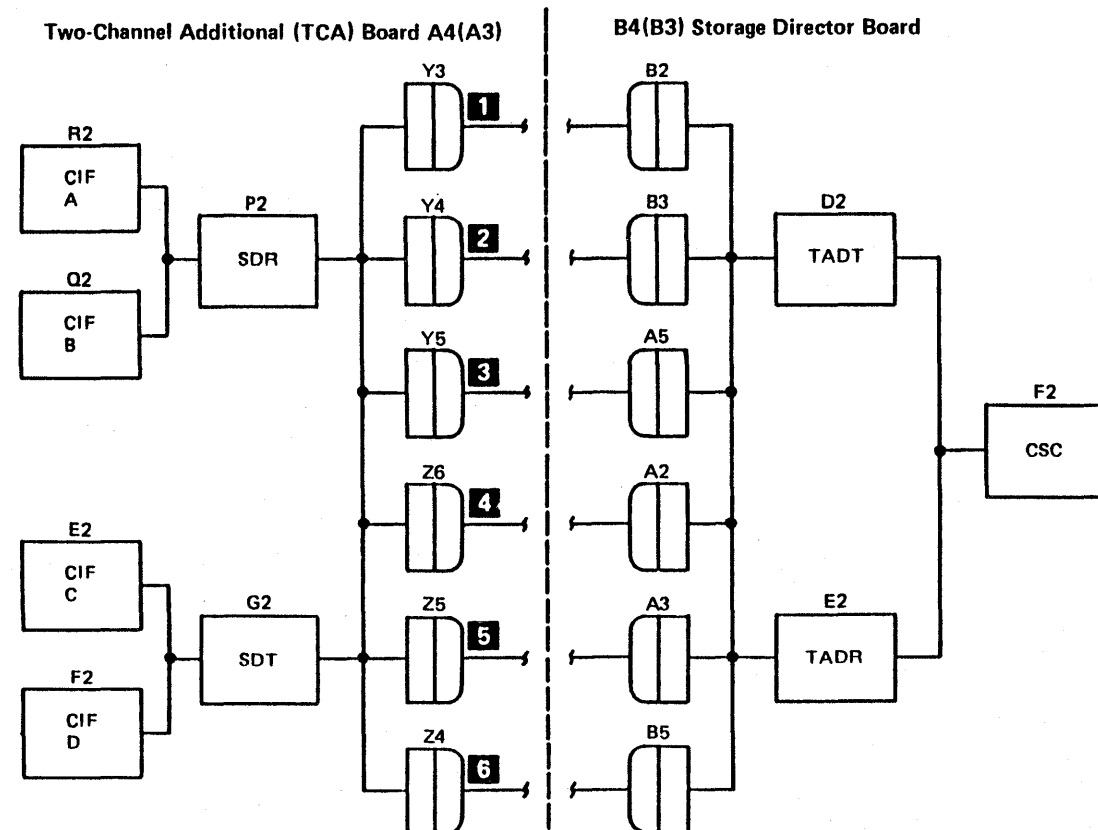 Two-Channel Additional (TCA) Board A4(A3)
B4(B3) Storage Director Board
Y3
1
B2
R2
CIF
A
P2
SDR
Y4
2
B3
D2
TADT
Q2
CIF
B
Y5
3
A5
F2
CSC
Z6
4
A2
E2
CIF
C
G2
SDT
Z5
5
A3
E2
TADR
F2
CIF
D
Z4
6
B5